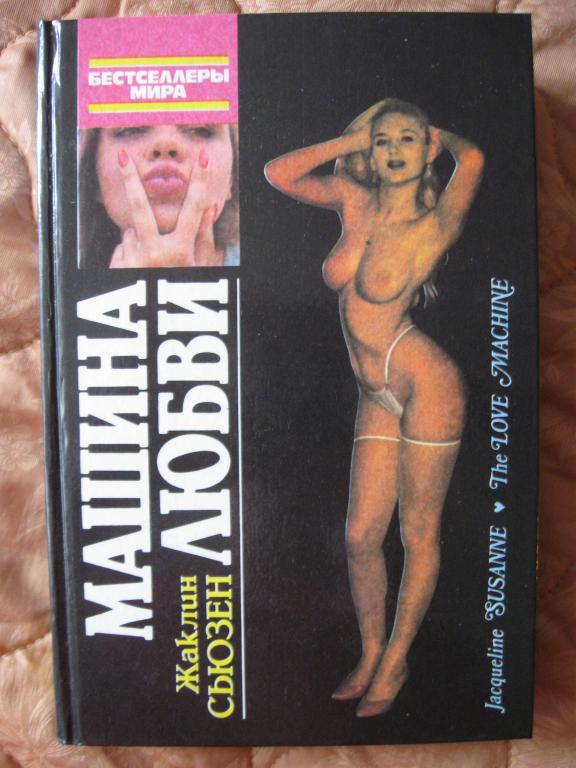 БЕСТСЕЛЛЕРЫ
МИРА
МАШИНА
ЛЮБВИ
Жаклин
СЬЮЗЕН
Jacqueline SUSANNE ♥ The LOVE MACHINE